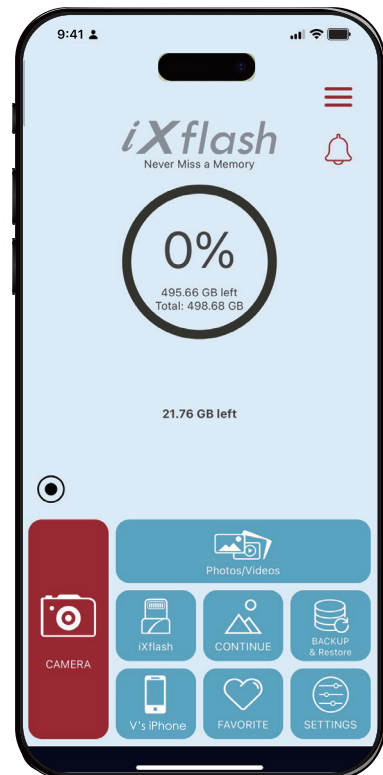 9:41
iXflash
Never Miss a Memory
0%
495.66 GB left
Total: 498.68 GB
21.76 GB left
Photos/Videos
CAMERA
iXflash
CONTINUE
BACKUP
& Restore
V's iPhone
FAVORITE
SETTINGS